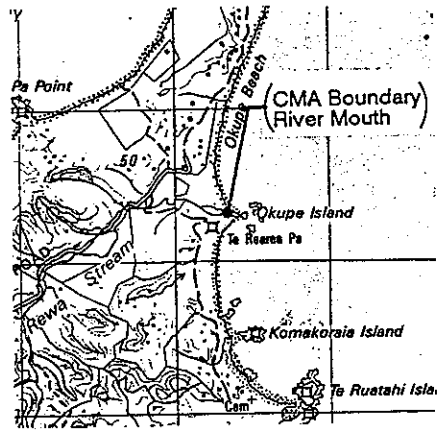 Pa Point
Okupe Beach
(CMA Boundary
River Mouth)
50
Okupe Island
Te Rearea Pa
Rewa
Stream
Komakoraia Island
Te Ruatahi Islan
Cem